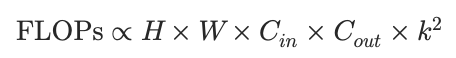 FLOPs ∝ H × W × C_in × C_out × k²